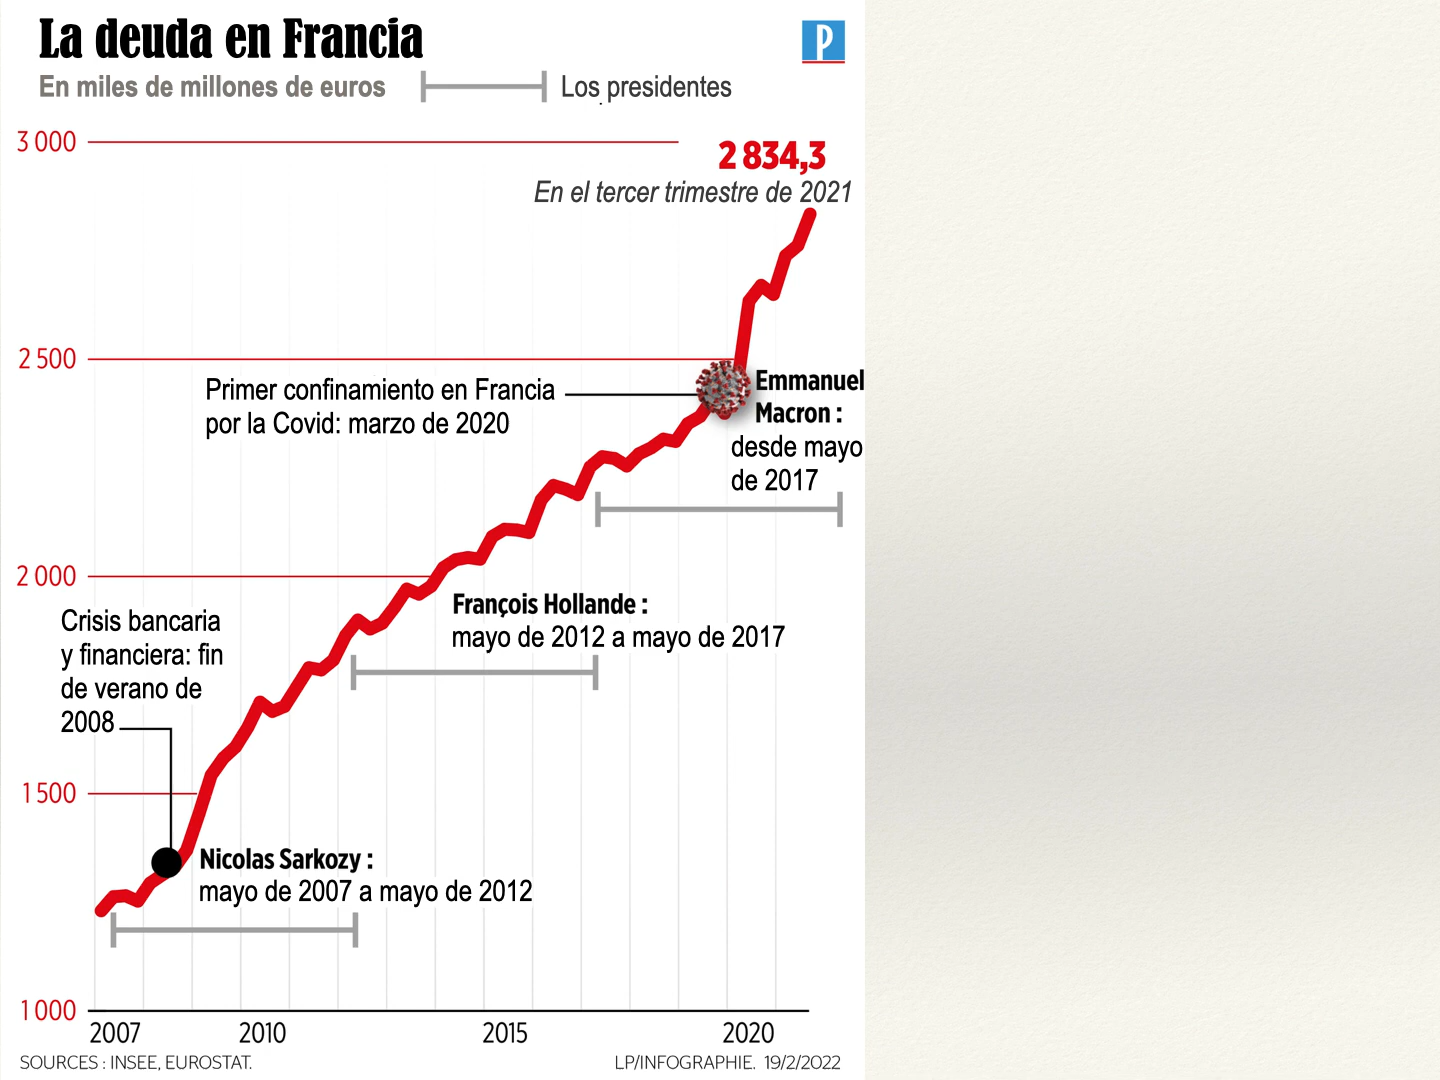 La deuda en Francia
P
En miles de millones de euros
Los presidentes
3 000
2 834,3
En el tercer trimestre de 2021
2 500
Primer confinamiento en Francia
por la Covid: marzo de 2020
Emmanuel
Macron :
desde mayo
de 2017
2 000
Crisis bancaria
y financiera: fin
de verano de
2008
François Hollande :
mayo de 2012 a mayo de 2017
1 500
Nicolas Sarkozy :
mayo de 2007 a mayo de 2012
1 000
2007 2010 2015 2020
SOURCES : INSEE, EUROSTAT.
LP/INFOGRAPHIE. 19/2/2022